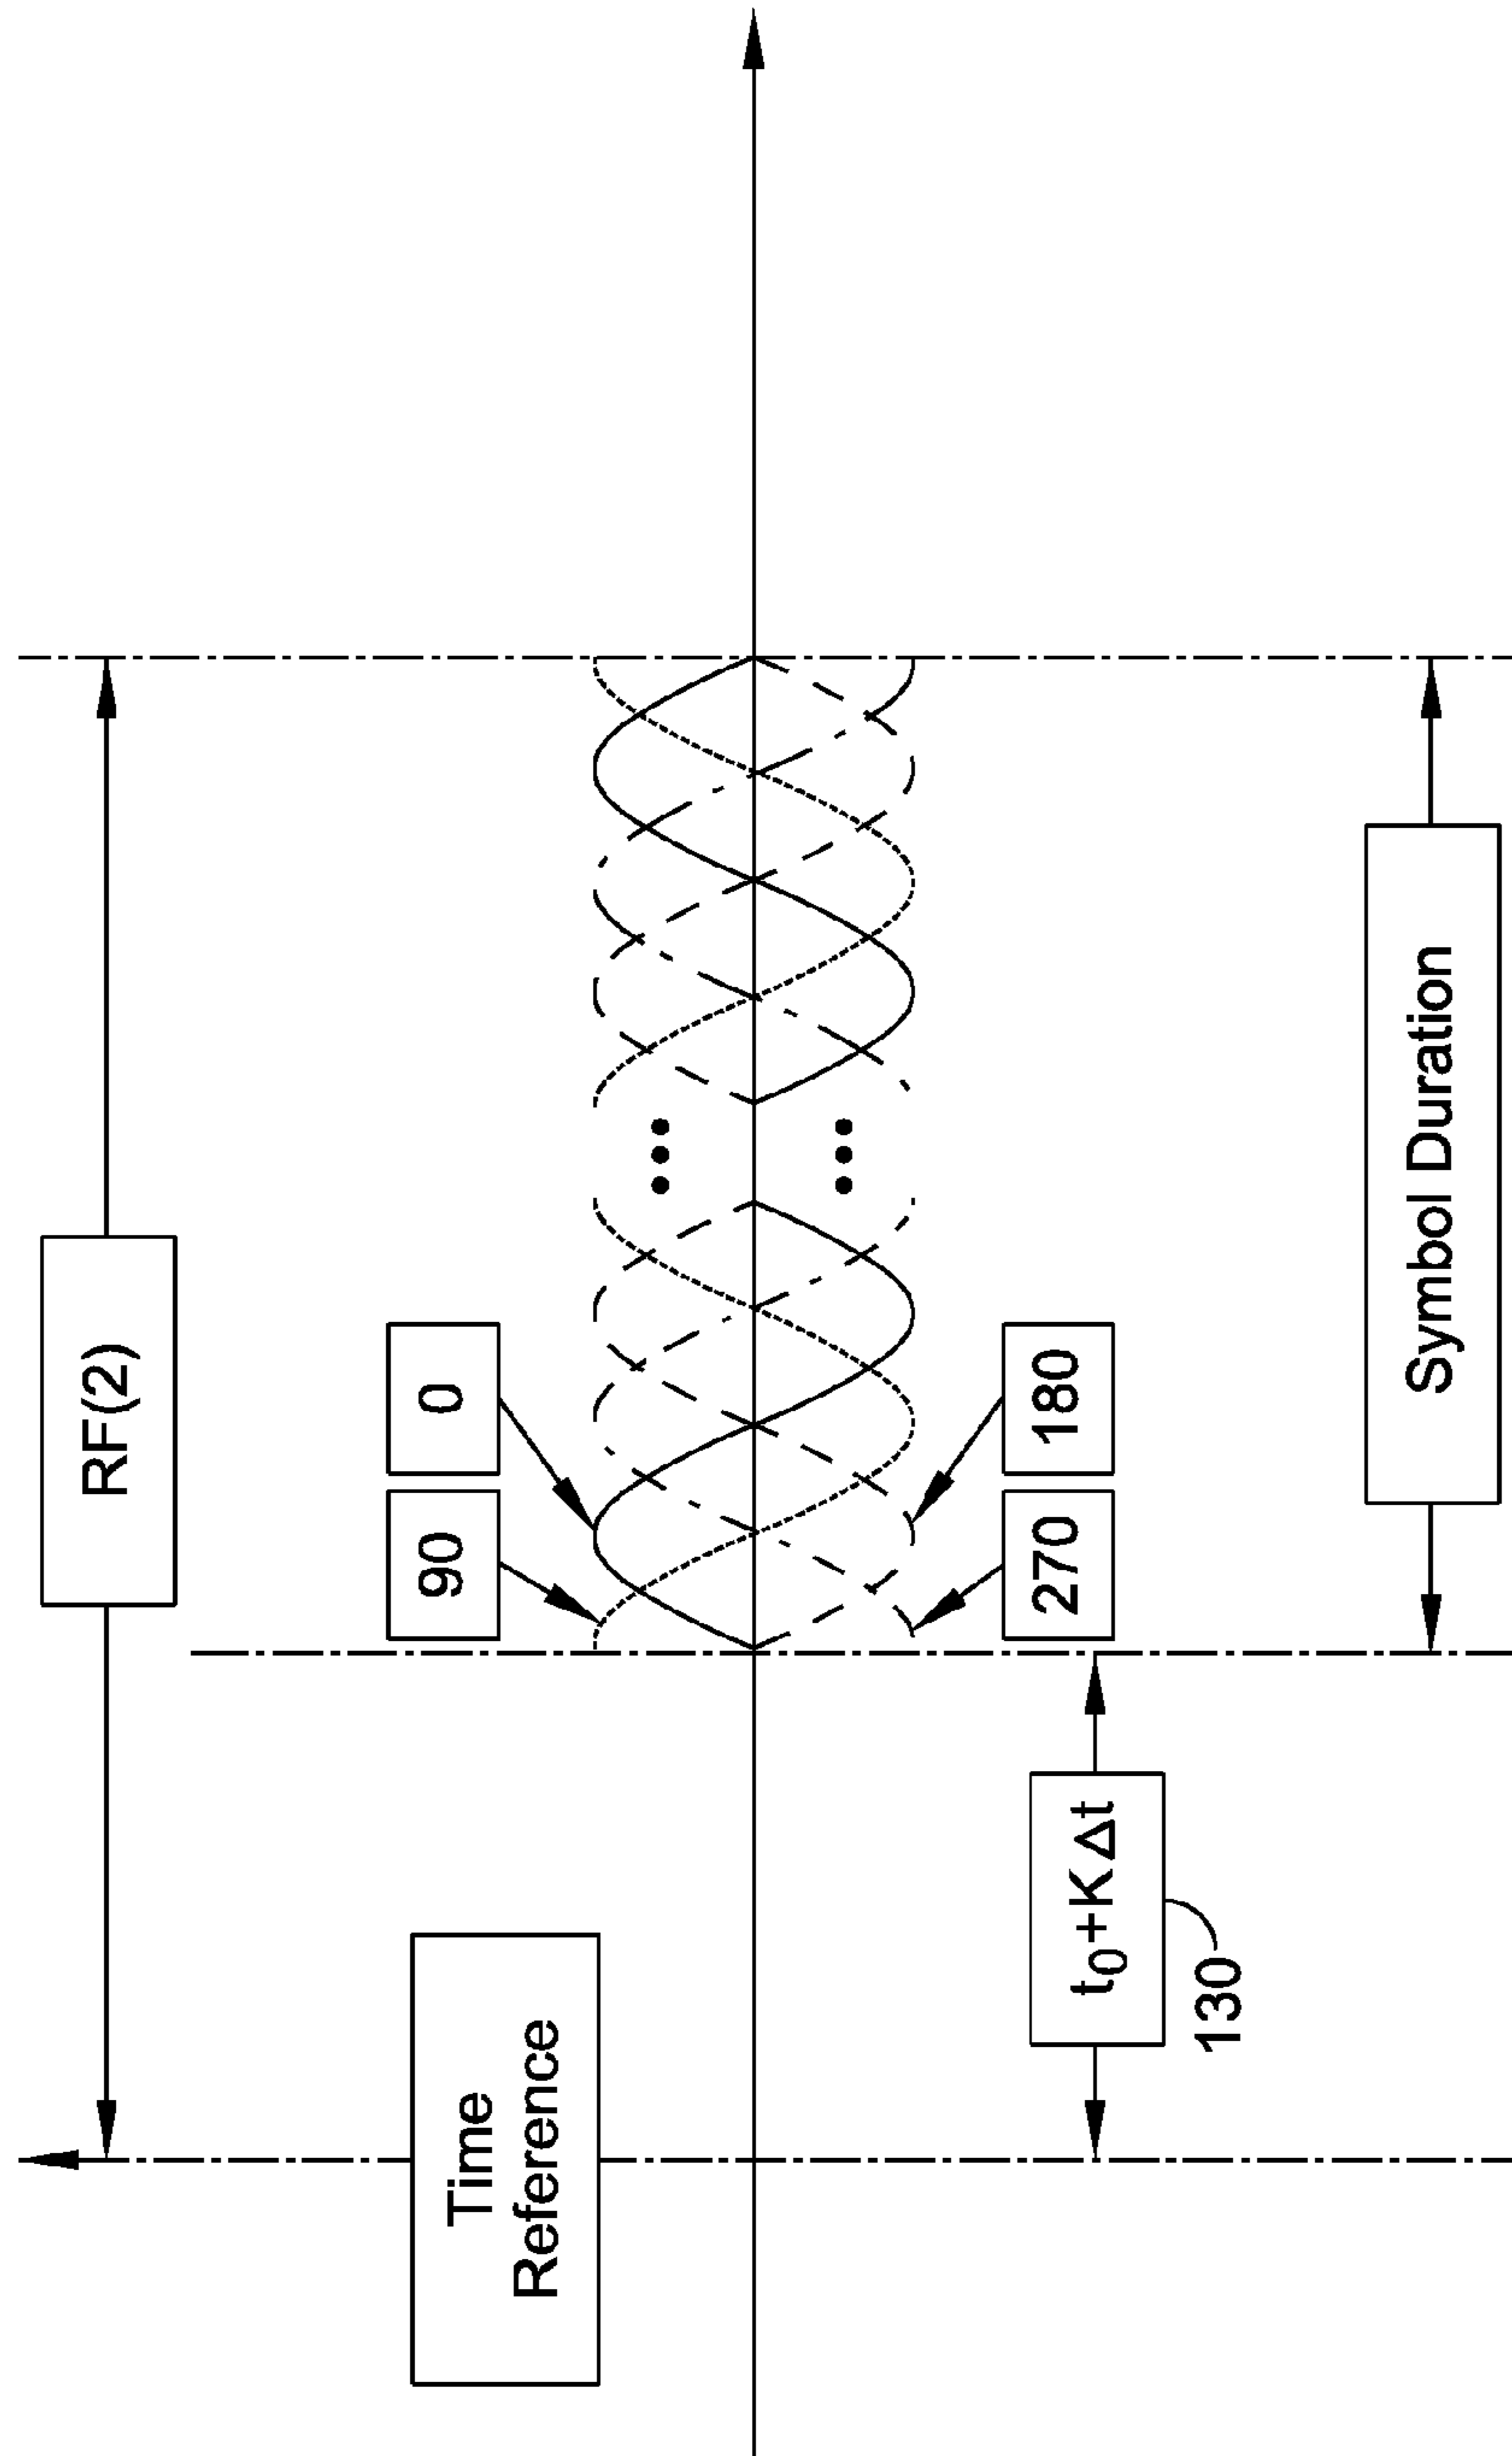 RF(2)
Time
Reference
90
0
270
180
t₀+KΔt
130
Symbol Duration